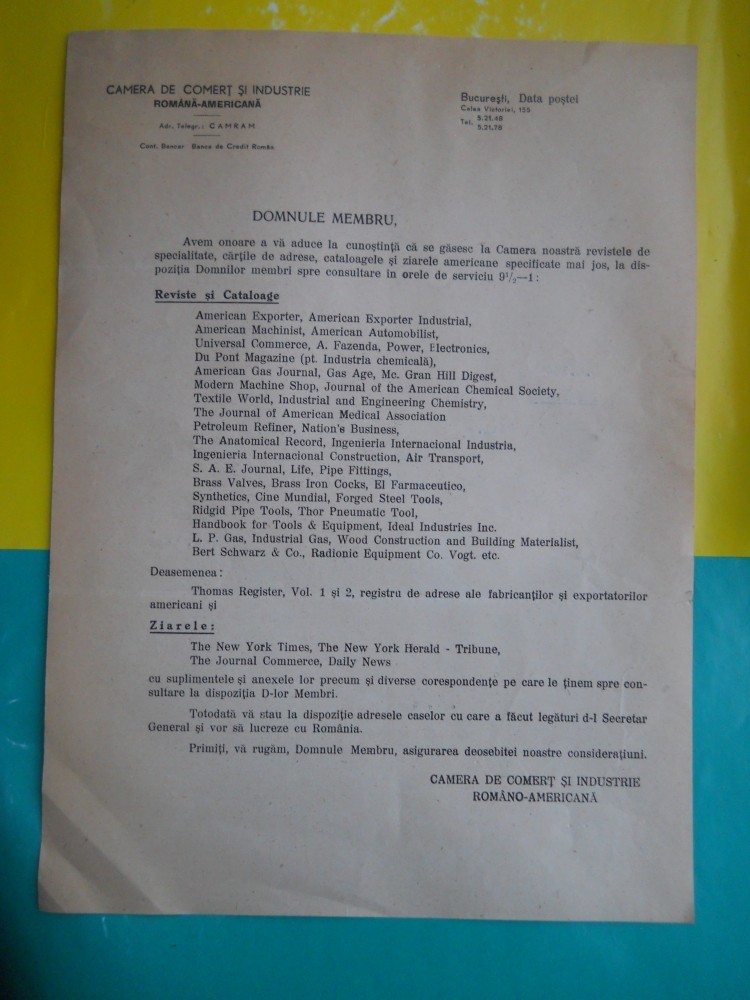 CAMERA DE COMERȚ ȘI INDUSTRIE
ROMÂNĂ-AMERICANĂ
Adr. Telegr.: CAMRAM
Cont. Bancar Banca de Credit Român
București, Data poștei
Calea Victoriei, 155
Tel. 5.21.48
5.21.78
DOMNULE MEMBRU,
Avem onoare a vă aduce la cunoștință că se găsesc la Camera noastră revistele de
specialitate, cărțile de adrese, cataloagele și ziarele americane specificate mai jos, la dis-
poziția Domnilor membri spre consultare în orele de serviciu 9¹/₂—1:
Reviste și Cataloage
American Exporter, American Exporter Industrial,
American Machinist, American Automobilist,
Universal Commerce, A. Fazenda, Power, Electronics,
Du Pont Magazine (pt. Industria chemicală),
American Gas Journal, Gas Age, Mc. Gran Hill Digest,
Modern Machine Shop, Journal of the American Chemical Society,
Textile World, Industrial and Engineering Chemistry,
The Journal of American Medical Association
Petroleum Refiner, Nation's Business,
The Anatomical Record, Ingenieria Internacional Industria,
Ingenieria Internacional Construction, Air Transport,
S. A. E. Journal, Life, Pipe Fittings,
Brass Valves, Brass Iron Cocks, El Farmaceutico,
Synthetics, Cine Mundial, Forged Steel Tools,
Ridgid Pipe Tools, Thor Pneumatic Tool,
Handbook for Tools & Equipment, Ideal Industries Inc.
L. P. Gas, Industrial Gas, Wood Construction and Building Materialist,
Bert Schwarz & Co., Radionic Equipment Co. Vogt. etc.
Deasemenea:
Thomas Register, Vol. 1 și 2, registru de adrese ale fabricanților și exportatorilor
americani și
Ziarele:
The New York Times, The New York Herald - Tribune,
The Journal Commerce, Daily News
cu suplimentele și anexele lor precum și diverse corespondențe pe care le ținem spre con-
sultare la dispoziția D-lor Membri.
Totodată vă stau la dispoziție adresele caselor cu care a făcut legături d-l Secretar
General și vor să lucreze cu România.
Primiți, vă rugăm, Domnule Membru, asigurarea deosebitei noastre considerațiuni.
CAMERA DE COMERȚ ȘI INDUSTRIE
ROMÂNO-AMERICANĂ